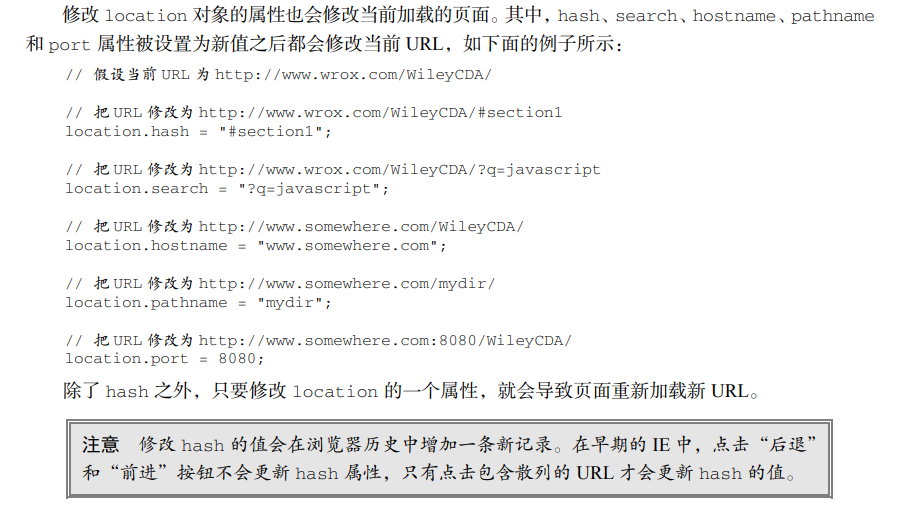 修改 location 对象的属性也会修改当前加载的页面。其中，hash、search、hostname、pathname
和 port 属性被设置为新值之后都会修改当前 URL，如下面的例子所示：
// 假设当前 URL 为 http://www.wrox.com/WileyCDA/
// 把 URL 修改为 http://www.wrox.com/WileyCDA/#section1
location.hash = "#section1";
// 把 URL 修改为 http://www.wrox.com/WileyCDA/?q=javascript
location.search = "?q=javascript";
// 把 URL 修改为 http://www.somewhere.com/WileyCDA/
location.hostname = "www.somewhere.com";
// 把 URL 修改为 http://www.somewhere.com/mydir/
location.pathname = "mydir";
// 把 URL 修改为 http://www.somewhere.com:8080/WileyCDA/
location.port = 8080;
除了 hash 之外，只要修改 location 的一个属性，就会导致页面重新加载新 URL。
注意 修改 hash 的值会在浏览器历史中增加一条新记录。在早期的 IE 中，点击“后退”
和“前进”按钮不会更新 hash 属性，只有点击包含散列的 URL 才会更新 hash 的值。